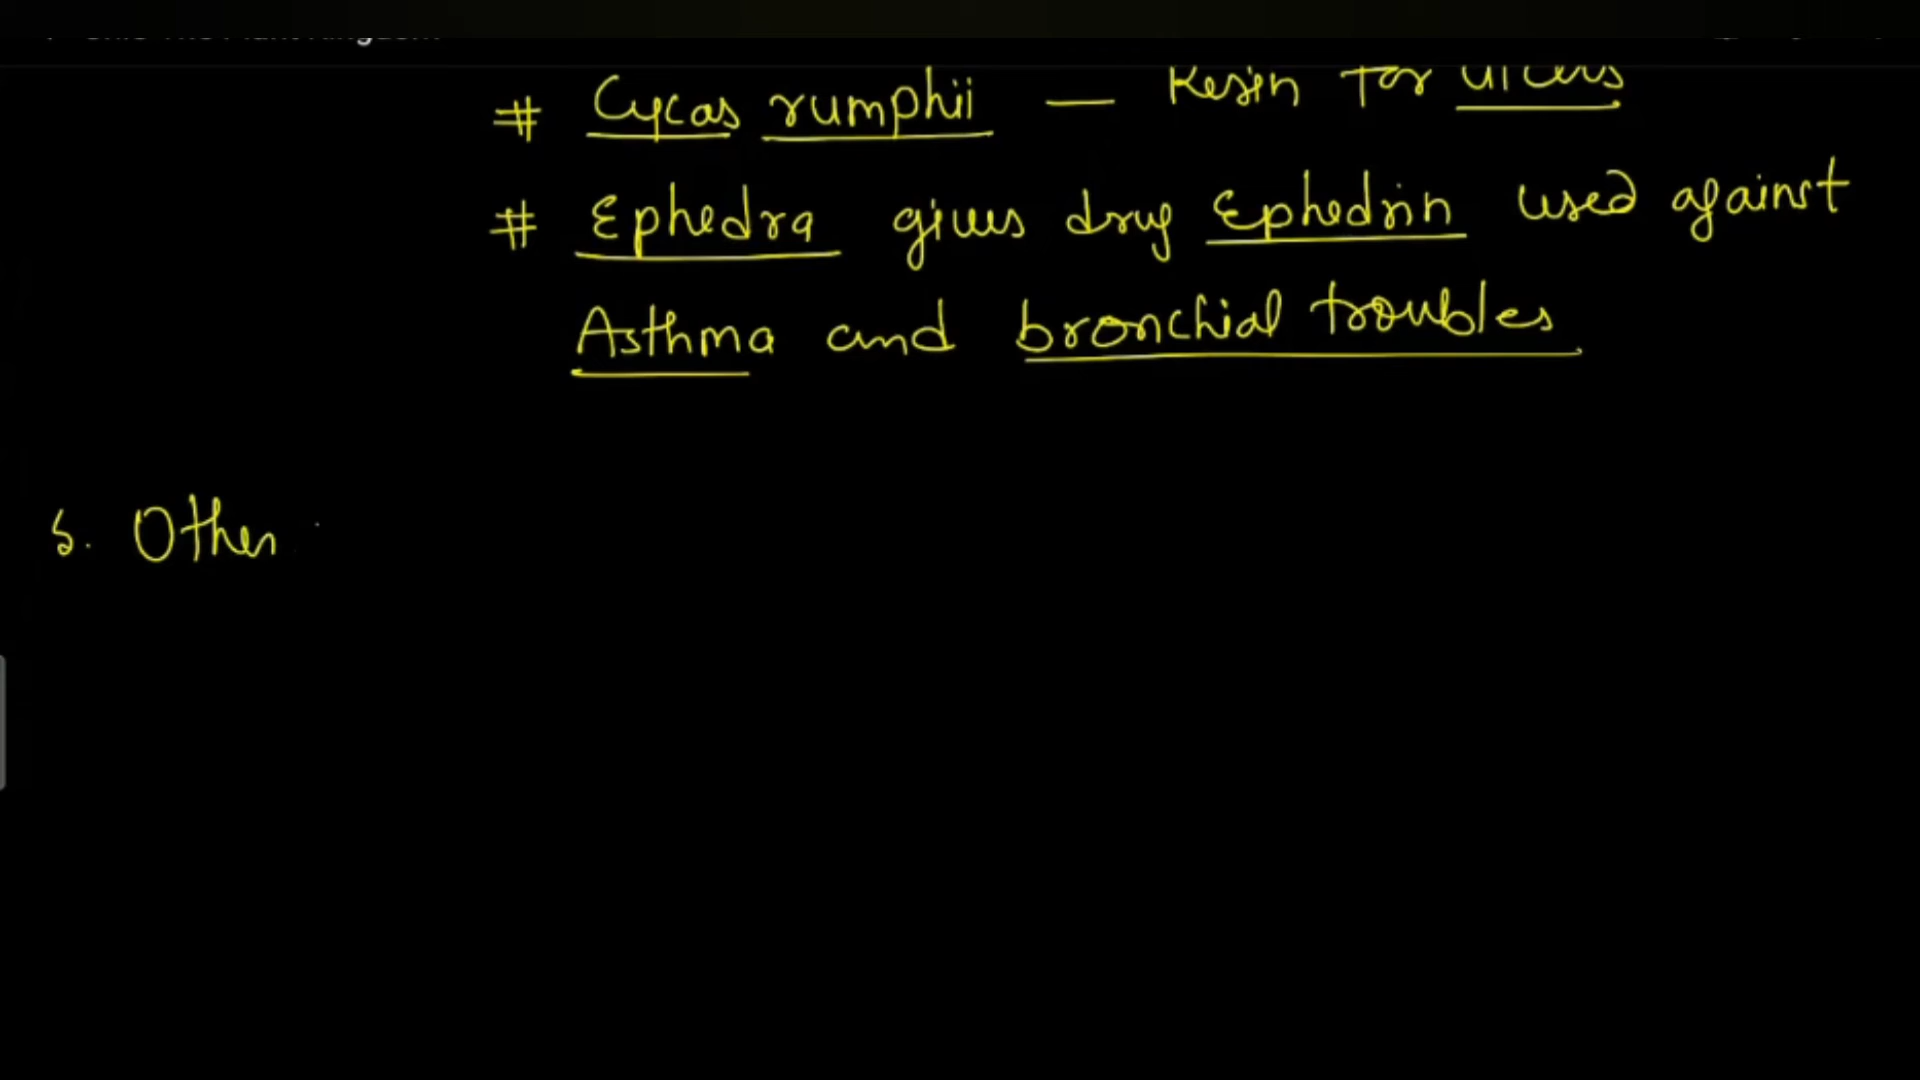 # Cycas rumphii — Resin for ulcers
# Ephedra gives drug Ephedrin used against
Asthma and bronchial troubles
5. Other